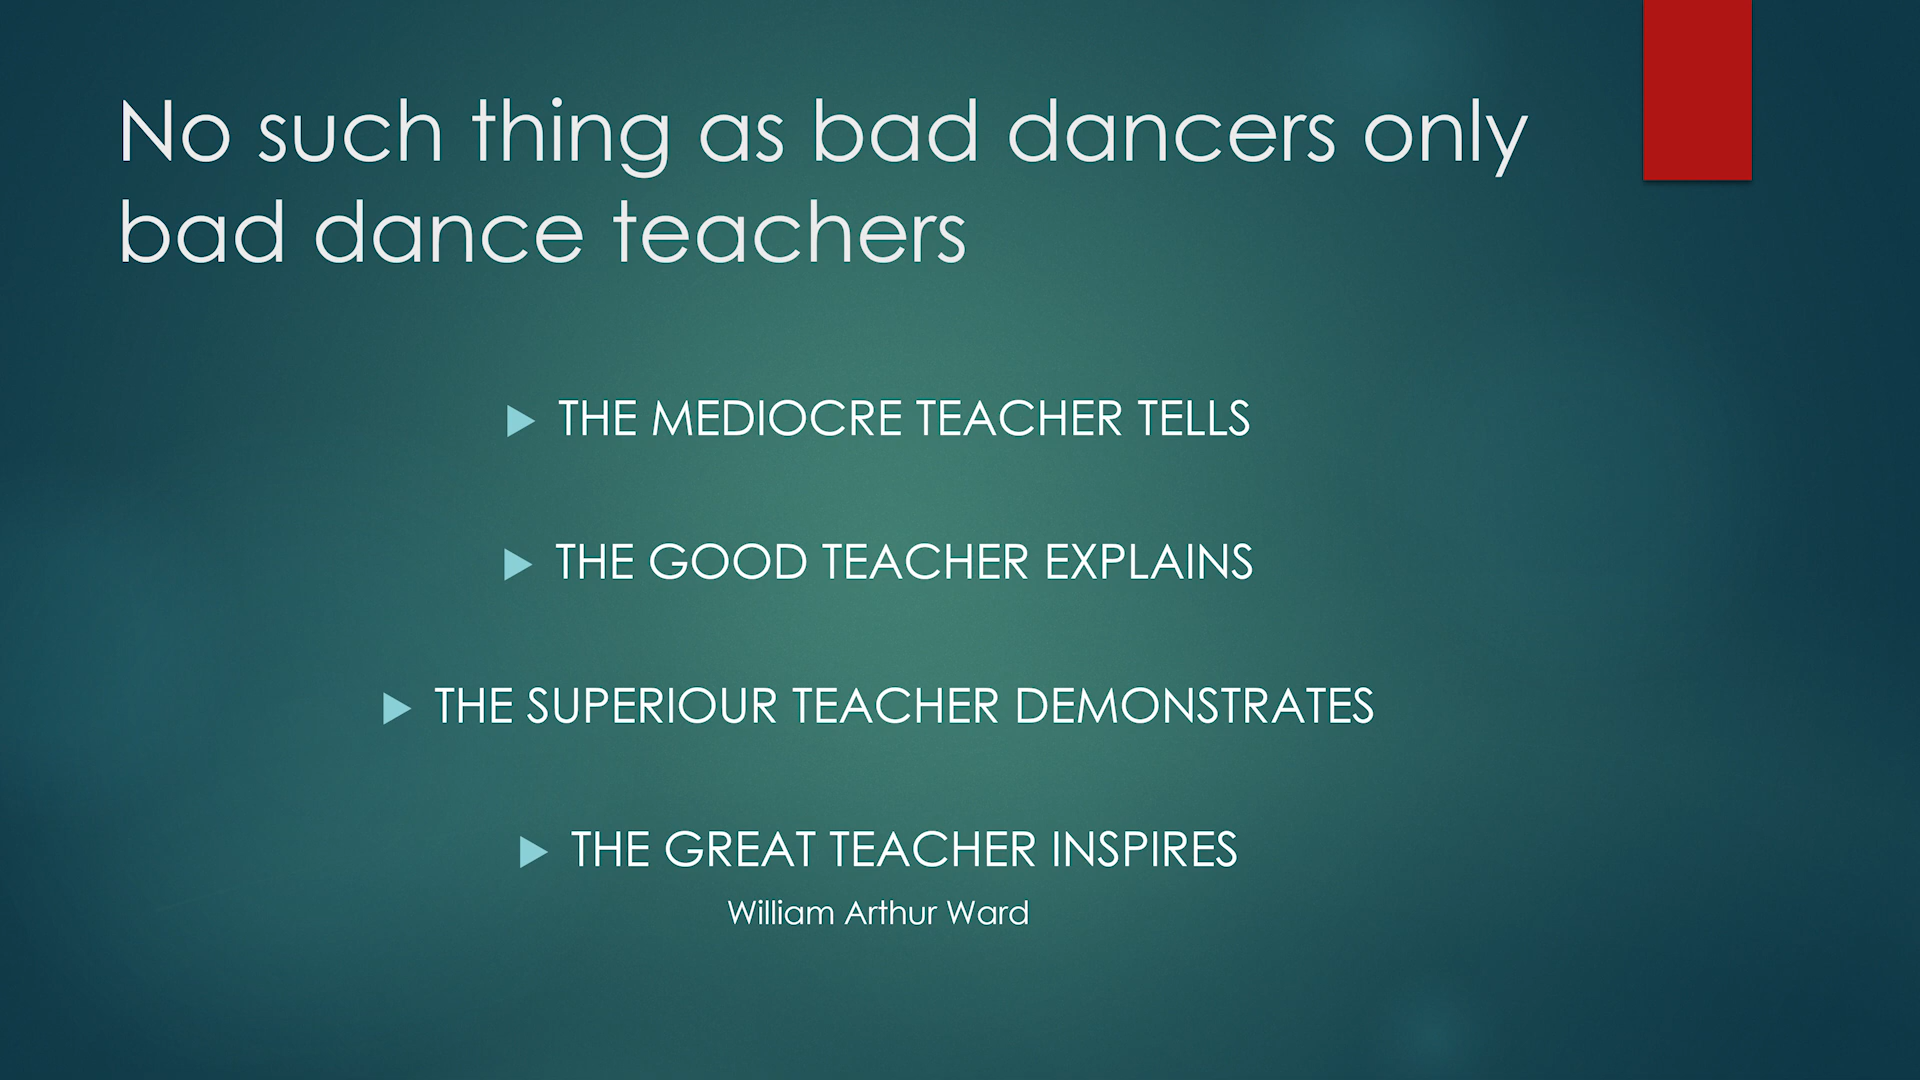 No such thing as bad dancers only
bad dance teachers
THE MEDIOCRE TEACHER TELLS
THE GOOD TEACHER EXPLAINS
THE SUPERIOUR TEACHER DEMONSTRATES
THE GREAT TEACHER INSPIRES
William Arthur Ward